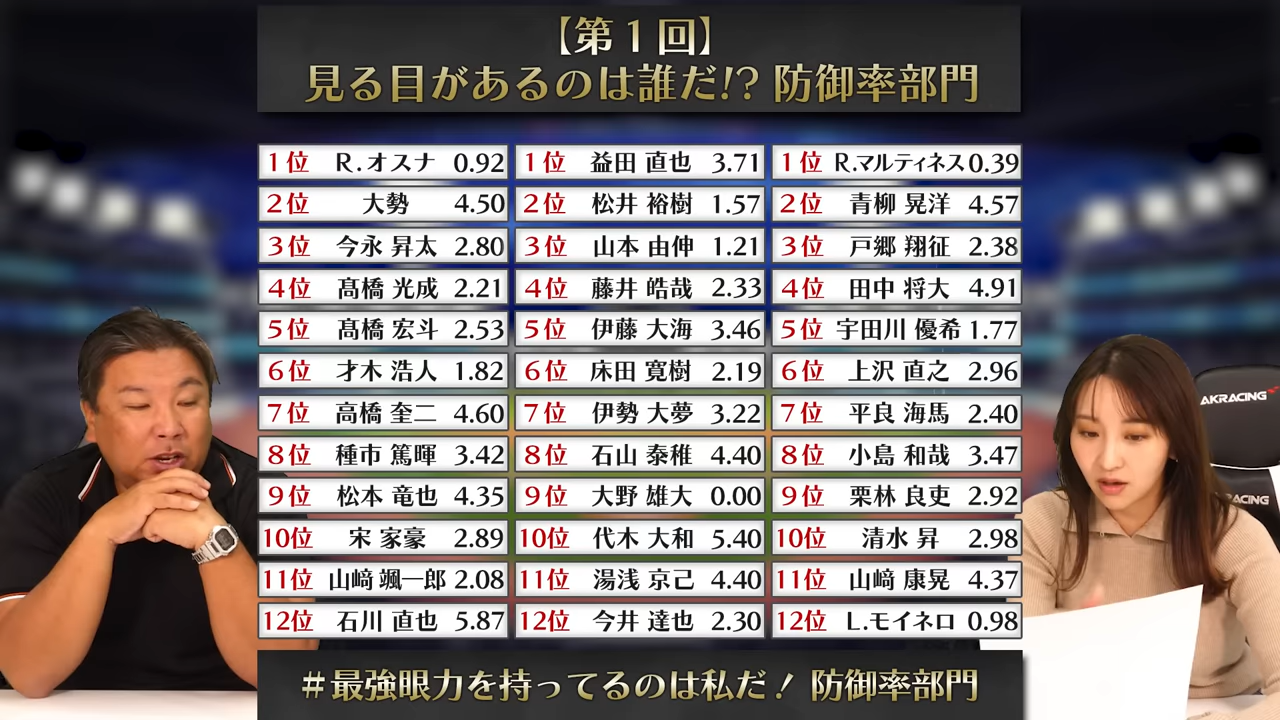 【第1回】
見る目があるのは誰だ!? 防御率部門
1位 R.オスナ 0.92
2位 大勢 4.50
3位 今永 昇太 2.80
4位 髙橋 光成 2.21
5位 髙橋 宏斗 2.53
6位 才木 浩人 1.82
7位 高橋 奎二 4.60
8位 種市 篤暉 3.42
9位 松本 竜也 4.35
10位 宋 家豪 2.89
11位 山﨑 颯一郎 2.08
12位 石川 直也 5.87
1位 益田 直也 3.71
2位 松井 裕樹 1.57
3位 山本 由伸 1.21
4位 藤井 皓哉 2.33
5位 伊藤 大海 3.46
6位 床田 寛樹 2.19
7位 伊勢 大夢 3.22
8位 石山 泰稚 4.40
9位 大野 雄大 0.00
10位 代木 大和 5.40
11位 湯浅 京己 4.40
12位 今井 達也 2.30
1位 R.マルティネス 0.39
2位 青柳 晃洋 4.57
3位 戸郷 翔征 2.38
4位 田中 将大 4.91
5位 宇田川 優希 1.77
6位 上沢 直之 2.96
7位 平良 海馬 2.40
8位 小島 和哉 3.47
9位 栗林 良吏 2.92
10位 清水 昇 2.98
11位 山﨑 康晃 4.37
12位 L.モイネロ 0.98
AKRACING
RACING
#最強眼力を持ってるのは私だ! 防御率部門